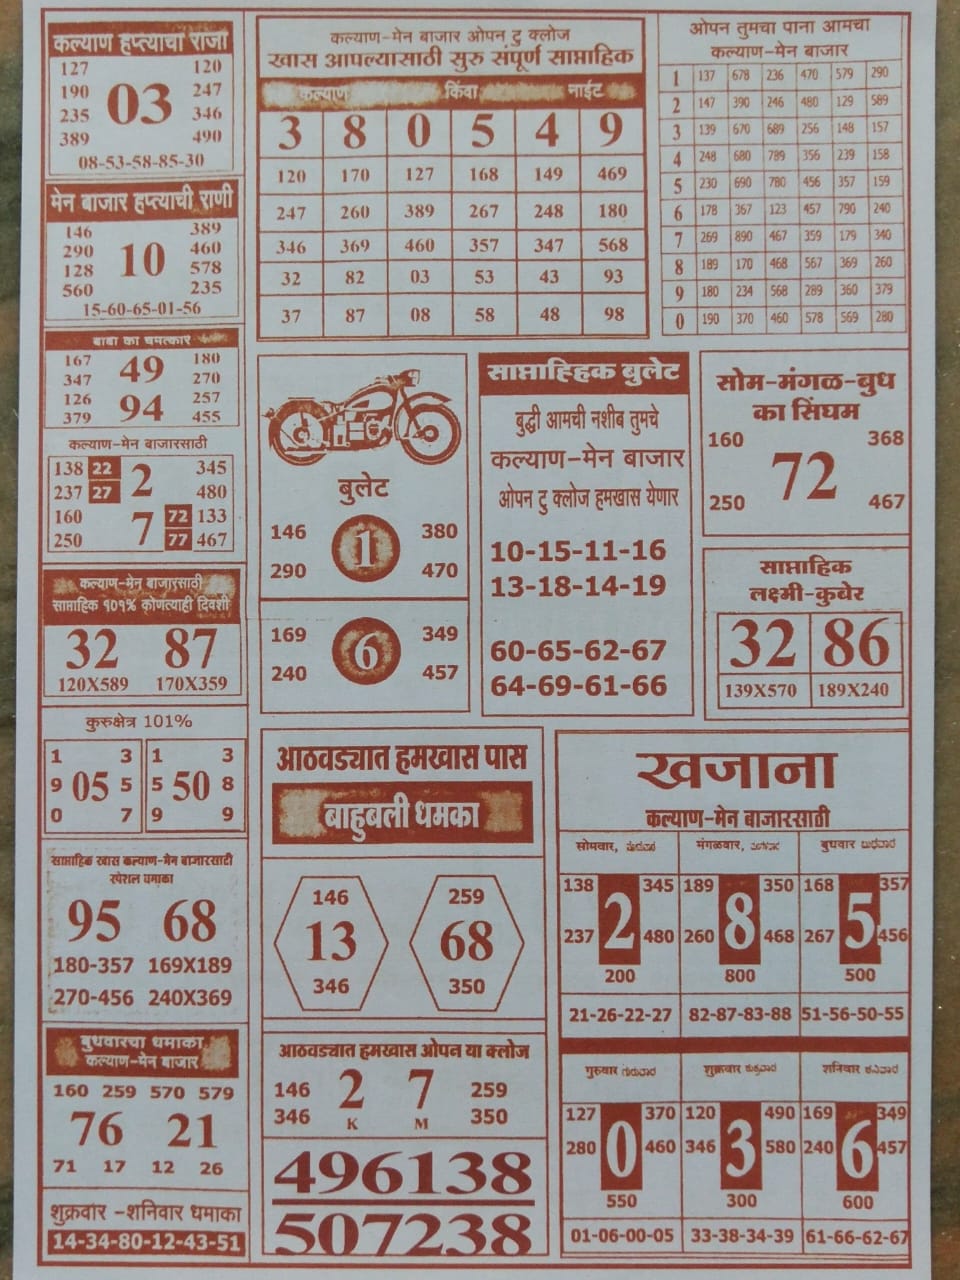 कल्याण हप्त्याचा राजा
127 120
190 03 247
235 346
389 490
08-53-58-85-30
मेन बाजार हप्त्याची राणी
146 389
290 10 460
128 578
560 235
15-60-65-01-56
बाबा का चमत्कार
167 49 180
347 270
126 94 257
379 455
कल्याण-मेन बाजारसाठी
138 22 2 345
237 27 480
160 7 72 133
250 77 467
कल्याण-मेन बाजारसाठी
साप्ताहिक १०१% कोणत्याही दिवशी
32 87
120X589 170X359
कुरुक्षेत्र 101%
1 3 1 3
9 05 5 5 50 8
0 7 9 9
साप्ताहिक खास कल्याण-मेन बाजारसाटी
स्पेशल धमाका
95 68
180-357 169X189
270-456 240X369
बुधवारचा धमाका
कल्याण-मेन बाजार
160 259 570 579
76 21
71 17 12 26
शुक्रवार -शनिवार धमाका
14-34-80-12-43-51
कल्याण-मेन बाजार ओपन टु क्लोज
खास आपल्यासाठी सुरु संपूर्ण साप्ताहिक
कल्याण किंवा नाईट
3 8 0 5 4 9
120 170 127 168 149 469
247 260 389 267 248 180
346 369 460 357 347 568
32 82 03 53 43 93
37 87 08 58 48 98
ओपन तुमचा पाना आमचा
कल्याण-मेन बाजार
1 137 678 236 470 579 290
2 147 390 246 480 129 589
3 139 670 689 256 148 157
4 248 680 789 356 239 158
5 230 690 780 456 357 159
6 178 367 123 457 790 240
7 269 890 467 359 179 340
8 189 170 468 567 369 260
9 180 234 568 289 360 379
0 190 370 460 578 569 280
बुलेट
146 1 380
290 470
169 6 349
240 457
साप्ताहिहक बुलेट
बुद्धी आमची नशीब तुमचे
कल्याण-मेन बाजार
ओपन टु क्लोज हमखास येणार
10-15-11-16
13-18-14-19
60-65-62-67
64-69-61-66
सोम-मंगळ-बुध
का सिंघम
160 368
72
250 467
साप्ताहिक
लक्ष्मी-कुबेर
32 86
139X570 189X240
आठवड्यात हमखास पास
बाहुबली धमका
146 259
13 68
346 350
आठवड्यात हमखास ओपन या क्लोज
146 2 7 259
346 K M 350
496138
507238
खजाना
कल्याण-मेन बाजारसाठी
सोमवार, मंगळवार, बुधवार
138 345 189 350 168 357
2 8 5
237 480 260 468 267 456
200 800 500
21-26-22-27 82-87-83-88 51-56-50-55
गुरुवार शुक्रवार शनिवार
127 370 120 490 169 349
0 3 6
280 460 346 580 240 457
550 300 600
01-06-00-05 33-38-34-39 61-66-62-67